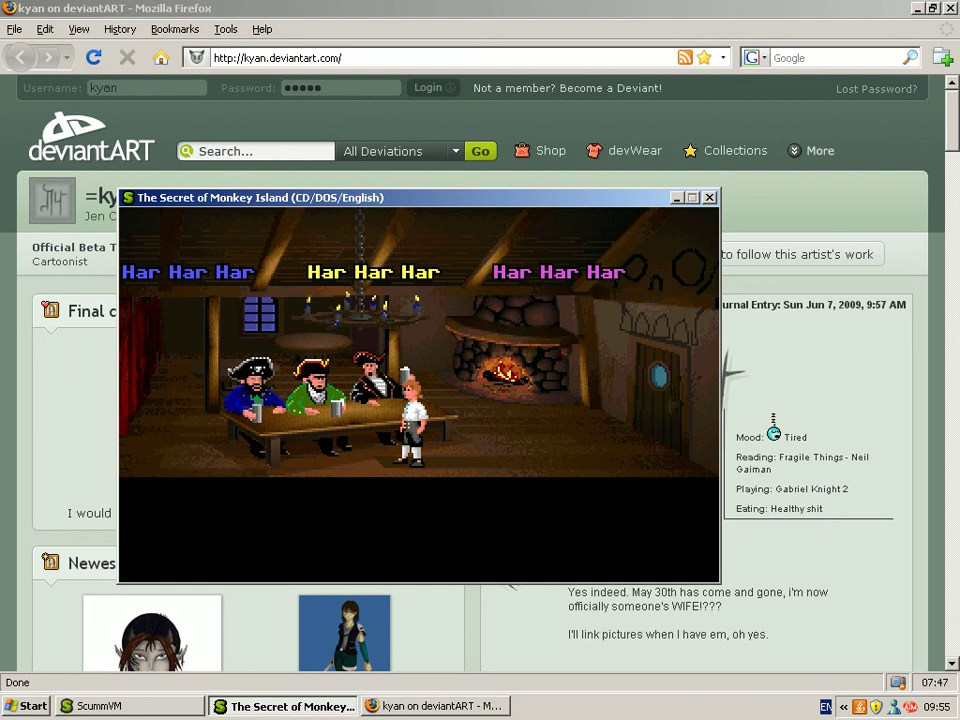 kyan on deviantART - Mozilla Firefox
File Edit View History Bookmarks Tools Help
http://kyan.deviantart.com/
G Google
Username: kyan Password: ●●●●● Login Not a member? Become a Deviant! Lost Password?
deviantART
Search... All Deviations Go Shop devWear Collections More
=ky
Jen C
The Secret of Monkey Island (CD/DOS/English)
Official Beta T
Cartoonist
to follow this artist's work
Har Har Har Har Har Har Har Har Har
Final c
urnal Entry: Sun Jun 7, 2009, 9:57 AM
Mood: Tired
Reading: Fragile Things - Neil
Gaiman
Playing: Gabriel Knight 2
Eating: Healthy shit
I would
Newes
Yes indeed. May 30th has come and gone, i'm now
officially someone's WIFE!???
I'll link pictures when I have em, oh yes.
Done 07:47
Start ScummVM The Secret of Monkey... kyan on deviantART - M... EN « 09:55